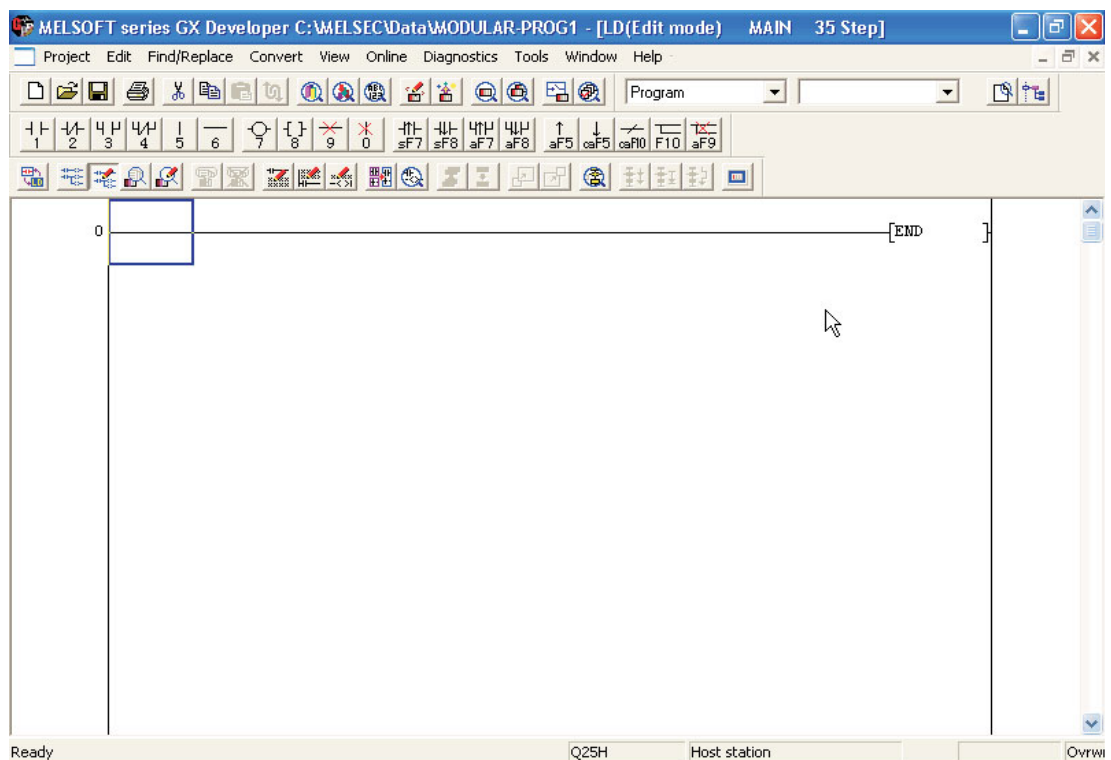 MELSOFT series GX Developer C:\MELSEC\Data\MODULAR-PROG1 - [LD(Edit mode) MAIN 35 Step]
Project Edit Find/Replace Convert View Online Diagnostics Tools Window Help
Program
1 2 3 4 5 6 7 8 9 0 sF7 sF8 aF7 aF8 aF5 caF5 caF10 F10 aF9
0 [END ]
Ready Q25H Host station Ovrwr